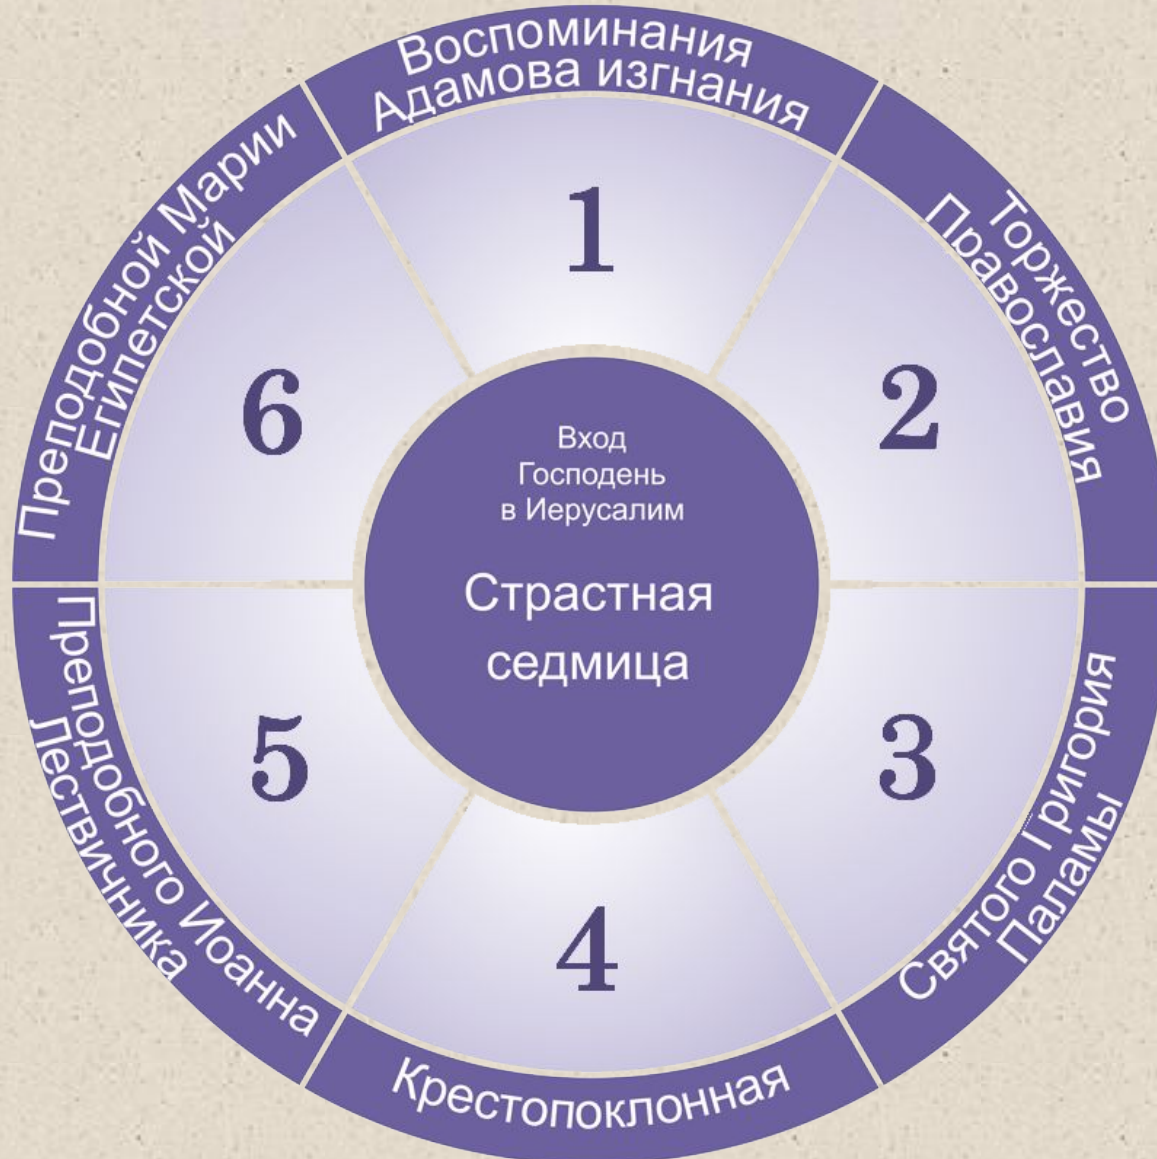 Воспоминания
Адамова изгнания
1
Торжество
Православия
2
Святого Григория
Паламы
3
Крестопоклонная
4
Преподобного Иоанна
Лествичника
5
Преподобной Марии
Египетской
6
Вход
Господень
в Иерусалим
Страстная
седмица